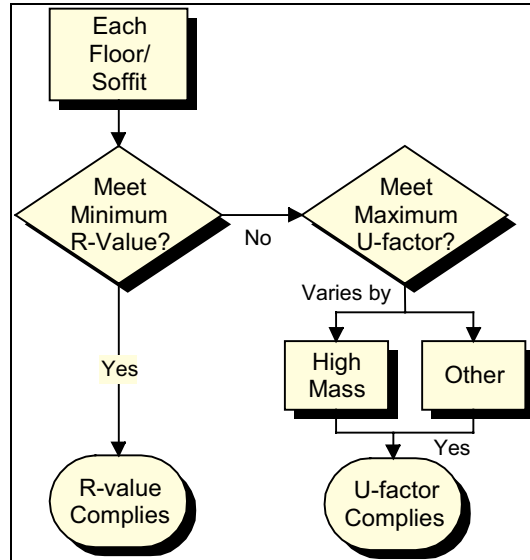 Each
Floor/
Soffit
Meet
Minimum
R-Value?
No
Meet
Maximum
U-factor?
Varies by
High
Mass
Other
Yes
Yes
R-value
Complies
U-factor
Complies